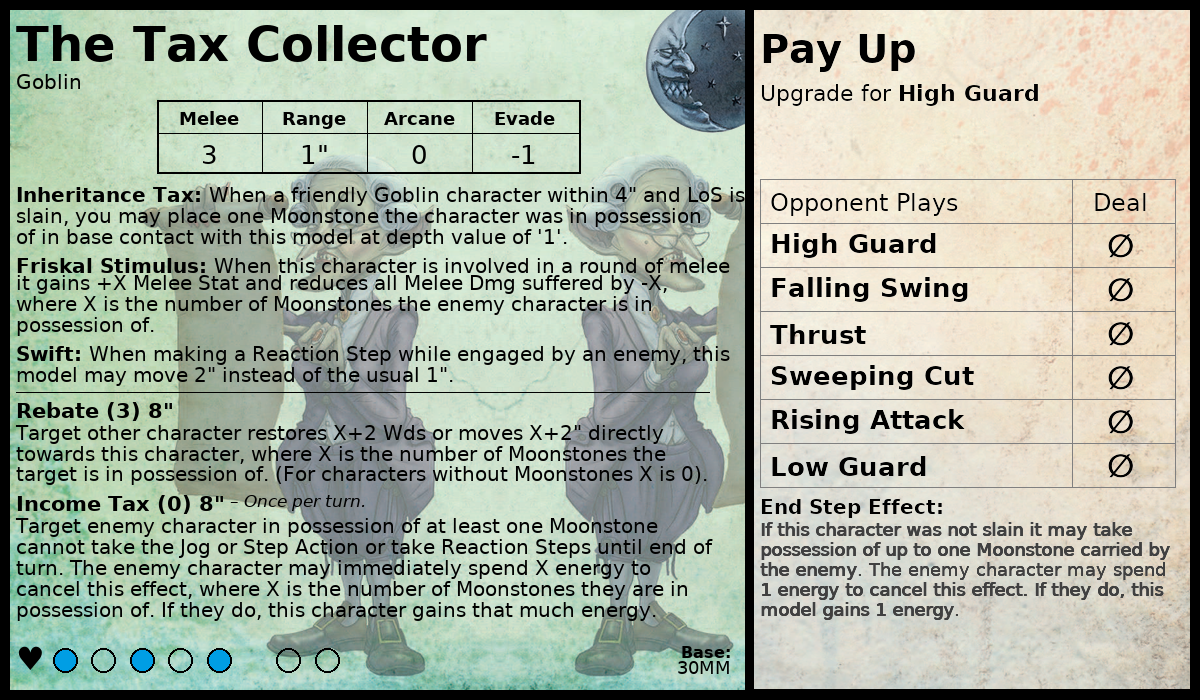 The Tax Collector
Goblin
Melee Range Arcane Evade
3 1" 0 -1
Inheritance Tax: When a friendly Goblin character within 4" and LoS is
slain, you may place one Moonstone the character was in possession
of in base contact with this model at depth value of '1'.
Friskal Stimulus: When this character is involved in a round of melee
it gains +X Melee Stat and reduces all Melee Dmg suffered by -X,
where X is the number of Moonstones the enemy character is in
possession of.
Swift: When making a Reaction Step while engaged by an enemy, this
model may move 2" instead of the usual 1".
Rebate (3) 8"
Target other character restores X+2 Wds or moves X+2" directly
towards this character, where X is the number of Moonstones the
target is in possession of. (For characters without Moonstones X is 0).
Income Tax (0) 8" – Once per turn.
Target enemy character in possession of at least one Moonstone
cannot take the Jog or Step Action or take Reaction Steps until end of
turn. The enemy character may immediately spend X energy to
cancel this effect, where X is the number of Moonstones they are in
possession of. If they do, this character gains that much energy.
Base:
30MM
Pay Up
Upgrade for High Guard
Opponent Plays Deal
High Guard ∅
Falling Swing ∅
Thrust ∅
Sweeping Cut ∅
Rising Attack ∅
Low Guard ∅
End Step Effect:
If this character was not slain it may take
possession of up to one Moonstone carried by
the enemy. The enemy character may spend
1 energy to cancel this effect. If they do, this
model gains 1 energy.